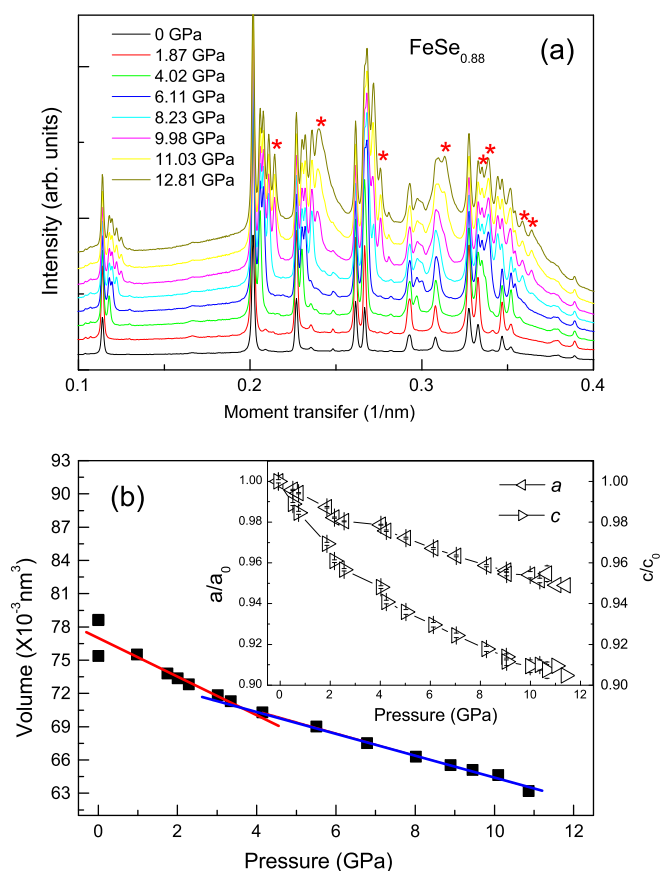 FeSe0.88
(a)
0 GPa
1.87 GPa
4.02 GPa
6.11 GPa
8.23 GPa
9.98 GPa
11.03 GPa
12.81 GPa
* * * * * * * *
Intensity (arb. units)
0.1 0.2 0.3 0.4
Moment transifer (1/nm)
(b)
93
90
87
84
81
78
75
72
69
66
63
Volume (X10⁻³nm³)
0 2 4 6 8 10 12
Pressure (GPa)
1.00
0.98
0.96
0.94
0.92
0.90
a/a₀
a
c
1.00
0.98
0.96
0.94
0.92
0.90
c/c₀
0 2 4 6 8 10 12
Pressure (GPa)